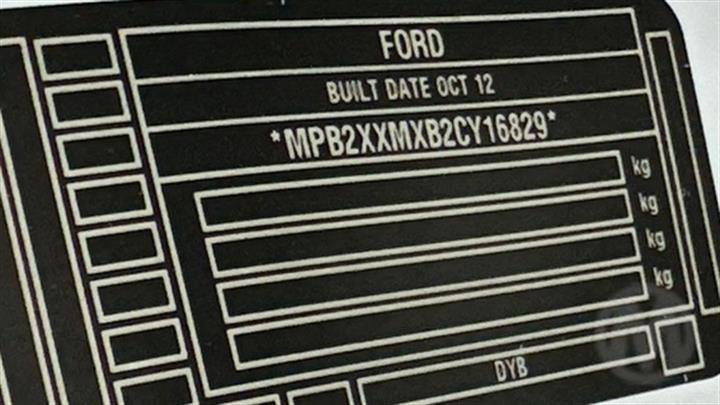 FORD
BUILT DATE OCT 12
*MPB2XXMXB2CY16829*
kg
kg
kg
kg
DYB